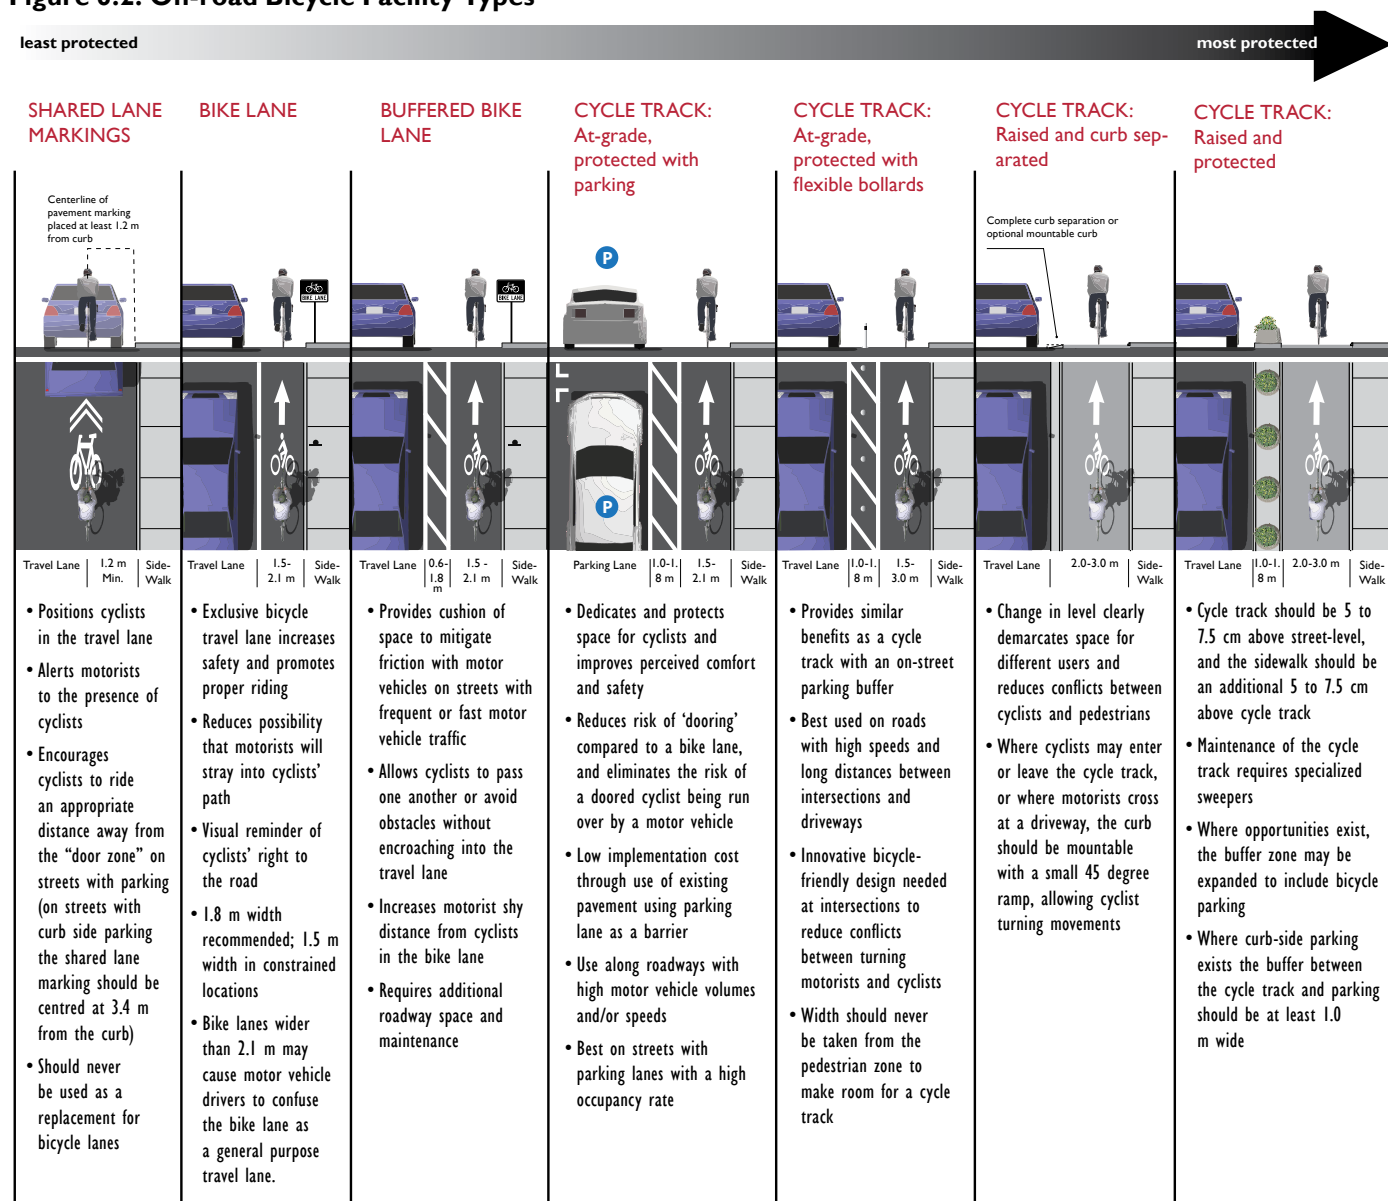 Figure 6.2: On-road Bicycle Facility Types
least protected
most protected
SHARED LANE
MARKINGS
Centerline of
pavement marking
placed at least 1.2 m
from curb
Travel Lane
1.2 m
Min.
Side-
Walk
• Positions cyclists
in the travel lane
• Alerts motorists
to the presence of
cyclists
• Encourages
cyclists to ride
an appropriate
distance away from
the “door zone” on
streets with parking
(on streets with
curb side parking
the shared lane
marking should be
centred at 3.4 m
from the curb)
• Should never
be used as a
replacement for
bicycle lanes
BIKE LANE
BIKE LANE
Travel Lane
1.5-
2.1 m
Side-
Walk
• Exclusive bicycle
travel lane increases
safety and promotes
proper riding
• Reduces possibility
that motorists will
stray into cyclists’
path
• Visual reminder of
cyclists’ right to
the road
• 1.8 m width
recommended; 1.5 m
width in constrained
locations
• Bike lanes wider
than 2.1 m may
cause motor vehicle
drivers to confuse
the bike lane as
a general purpose
travel lane.
BUFFERED BIKE
LANE
BIKE LANE
Travel Lane
0.6-
1.8
m
1.5 -
2.1 m
Side-
Walk
• Provides cushion of
space to mitigate
friction with motor
vehicles on streets with
frequent or fast motor
vehicle traffic
• Allows cyclists to pass
one another or avoid
obstacles without
encroaching into the
travel lane
• Increases motorist shy
distance from cyclists
in the bike lane
• Requires additional
roadway space and
maintenance
CYCLE TRACK:
At-grade,
protected with
parking
P
P
Parking Lane
1.0-1.
8 m
1.5-
2.1 m
Side-
Walk
• Dedicates and protects
space for cyclists and
improves perceived comfort
and safety
• Reduces risk of ‘dooring’
compared to a bike lane,
and eliminates the risk of
a doored cyclist being run
over by a motor vehicle
• Low implementation cost
through use of existing
pavement using parking
lane as a barrier
• Use along roadways with
high motor vehicle volumes
and/or speeds
• Best on streets with
parking lanes with a high
occupancy rate
CYCLE TRACK:
At-grade,
protected with
flexible bollards
Travel Lane
1.0-1.
8 m
1.5-
3.0 m
Side-
Walk
• Provides similar
benefits as a cycle
track with an on-street
parking buffer
• Best used on roads
with high speeds and
long distances between
intersections and
driveways
• Innovative bicycle-
friendly design needed
at intersections to
reduce conflicts
between turning
motorists and cyclists
• Width should never
be taken from the
pedestrian zone to
make room for a cycle
track
CYCLE TRACK:
Raised and curb sep-
arated
Complete curb separation or
optional mountable curb
Travel Lane
2.0-3.0 m
Side-
Walk
• Change in level clearly
demarcates space for
different users and
reduces conflicts between
cyclists and pedestrians
• Where cyclists may enter
or leave the cycle track,
or where motorists cross
at a driveway, the curb
should be mountable
with a small 45 degree
ramp, allowing cyclist
turning movements
CYCLE TRACK:
Raised and
protected
Travel Lane
1.0-1.
8 m
2.0-3.0 m
Side-
Walk
• Cycle track should be 5 to
7.5 cm above street-level,
and the sidewalk should be
an additional 5 to 7.5 cm
above cycle track
• Maintenance of the cycle
track requires specialized
sweepers
• Where opportunities exist,
the buffer zone may be
expanded to include bicycle
parking
• Where curb-side parking
exists the buffer between
the cycle track and parking
should be at least 1.0
m wide